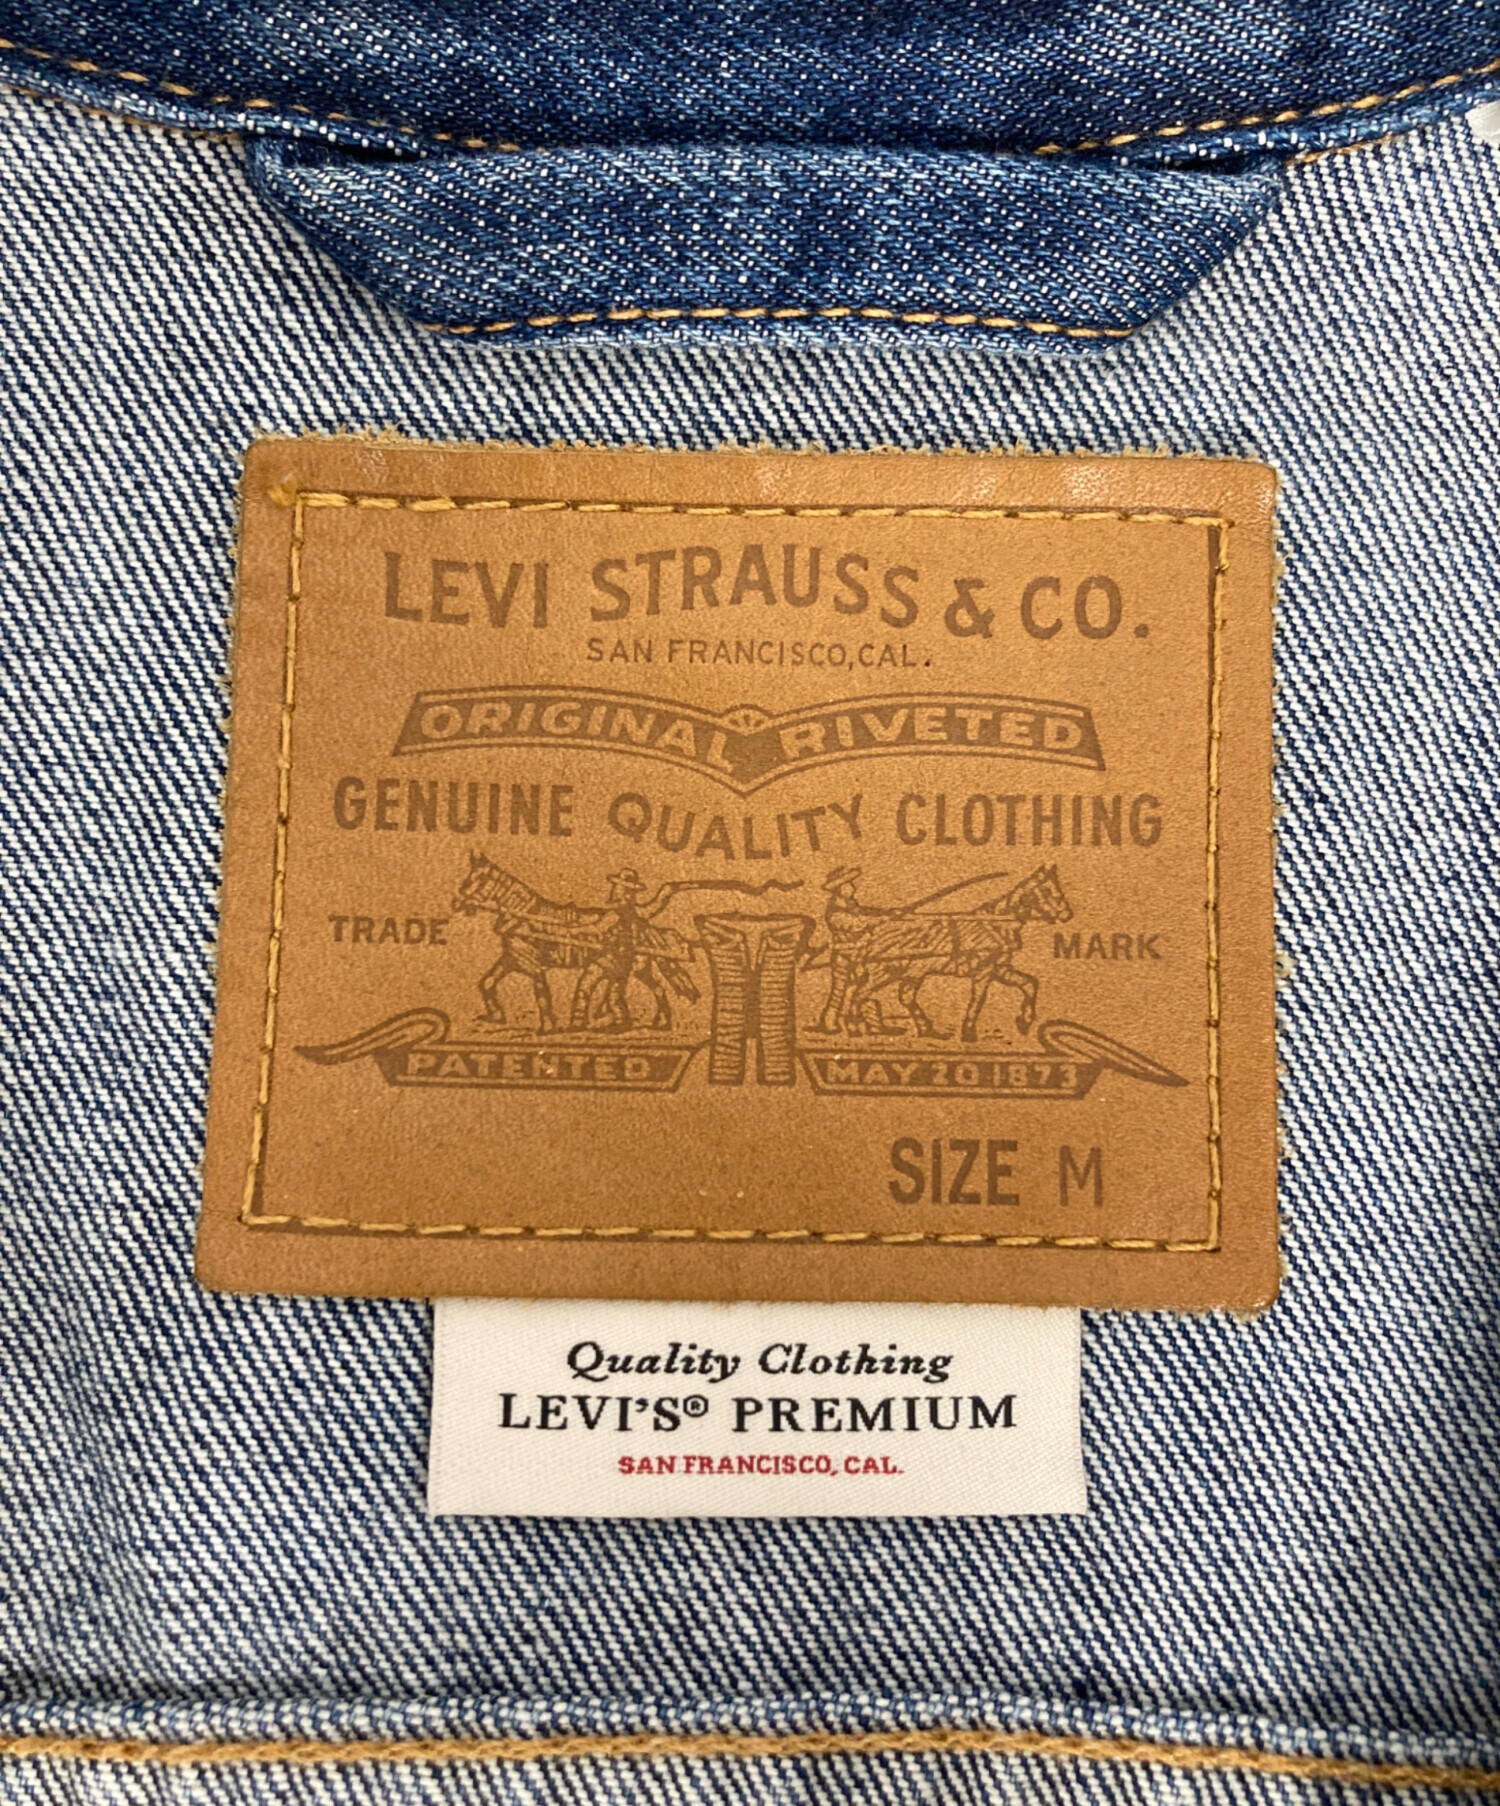 LEVI STRAUSS & CO.
SAN FRANCISCO, CAL.
ORIGINAL RIVETED
GENUINE QUALITY CLOTHING
TRADE MARK
PATENTED MAY 20 1873
SIZE M
Quality Clothing
LEVI'S® PREMIUM
SAN FRANCISCO, CAL.